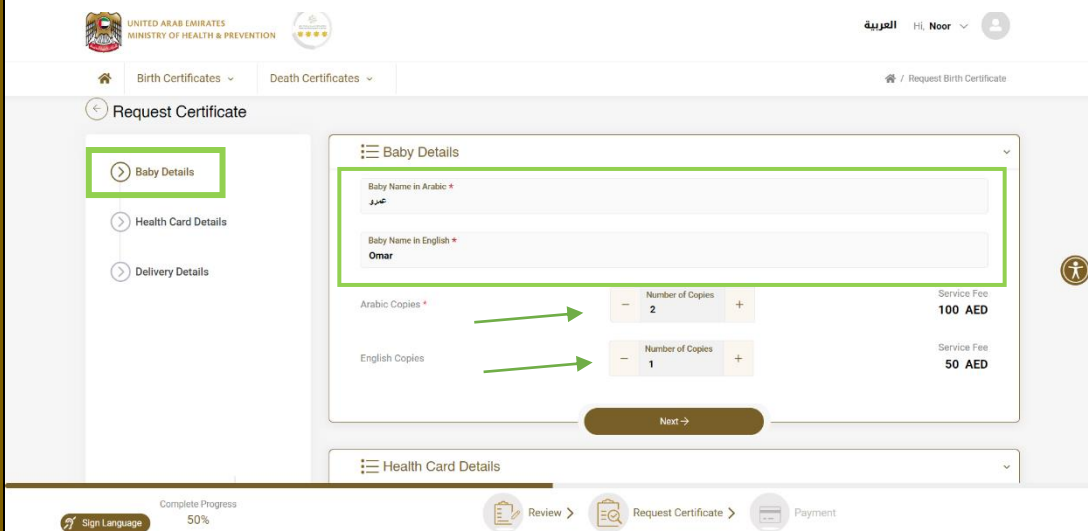 UNITED ARAB EMIRATES
MINISTRY OF HEALTH & PREVENTION
العربية Hi, Noor
Birth Certificates Death Certificates / Request Birth Certificate
Request Certificate
Baby Details
Health Card Details
Delivery Details
Baby Details
Baby Name in Arabic *
عمرو
Baby Name in English *
Omar
Arabic Copies * − Number of Copies + Service Fee
2 100 AED
English Copies − Number of Copies + Service Fee
1 50 AED
Next →
Health Card Details
Complete Progress
50%
Sign Language
Review > Request Certificate > Payment